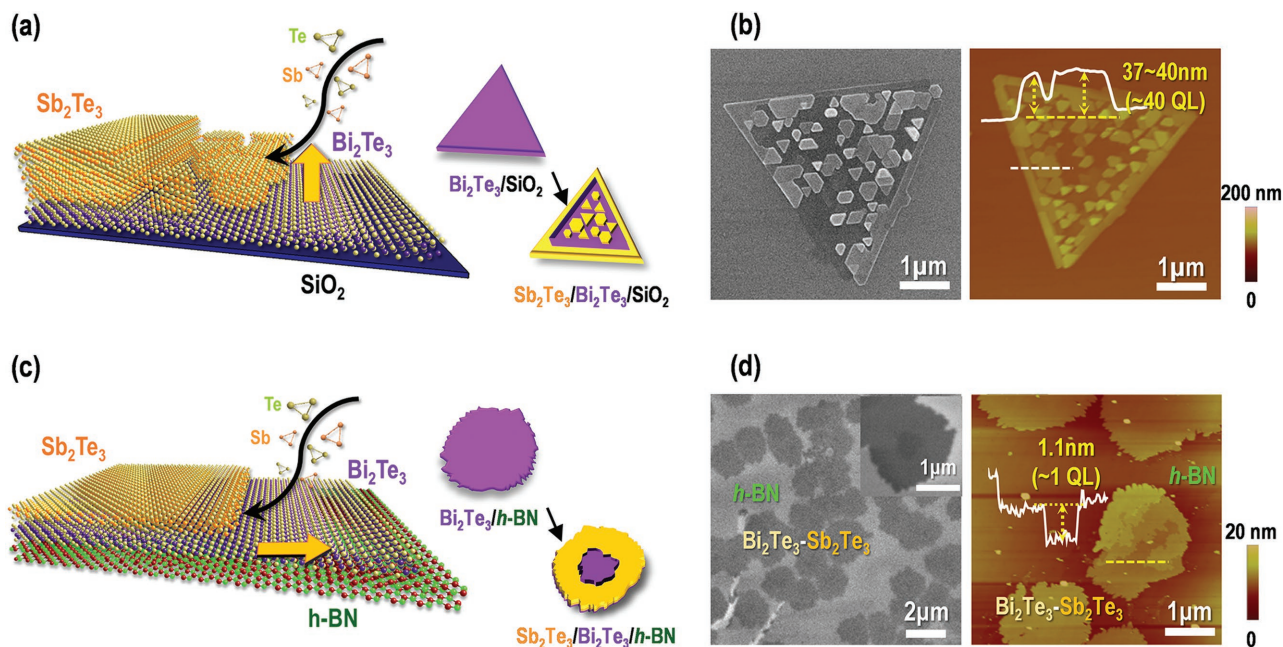 (a)
Te
Sb
Sb₂Te₃
Bi₂Te₃
SiO₂
Bi₂Te₃/SiO₂
Sb₂Te₃/Bi₂Te₃/SiO₂
(b)
1μm
37~40nm
(~40 QL)
1μm
200 nm
0
(c)
Te
Sb
Sb₂Te₃
Bi₂Te₃
h-BN
Bi₂Te₃/h-BN
Sb₂Te₃/Bi₂Te₃/h-BN
(d)
1μm
h-BN
Bi₂Te₃-Sb₂Te₃
2μm
1.1nm
(~1 QL)
h-BN
Bi₂Te₃-Sb₂Te₃
1μm
20 nm
0